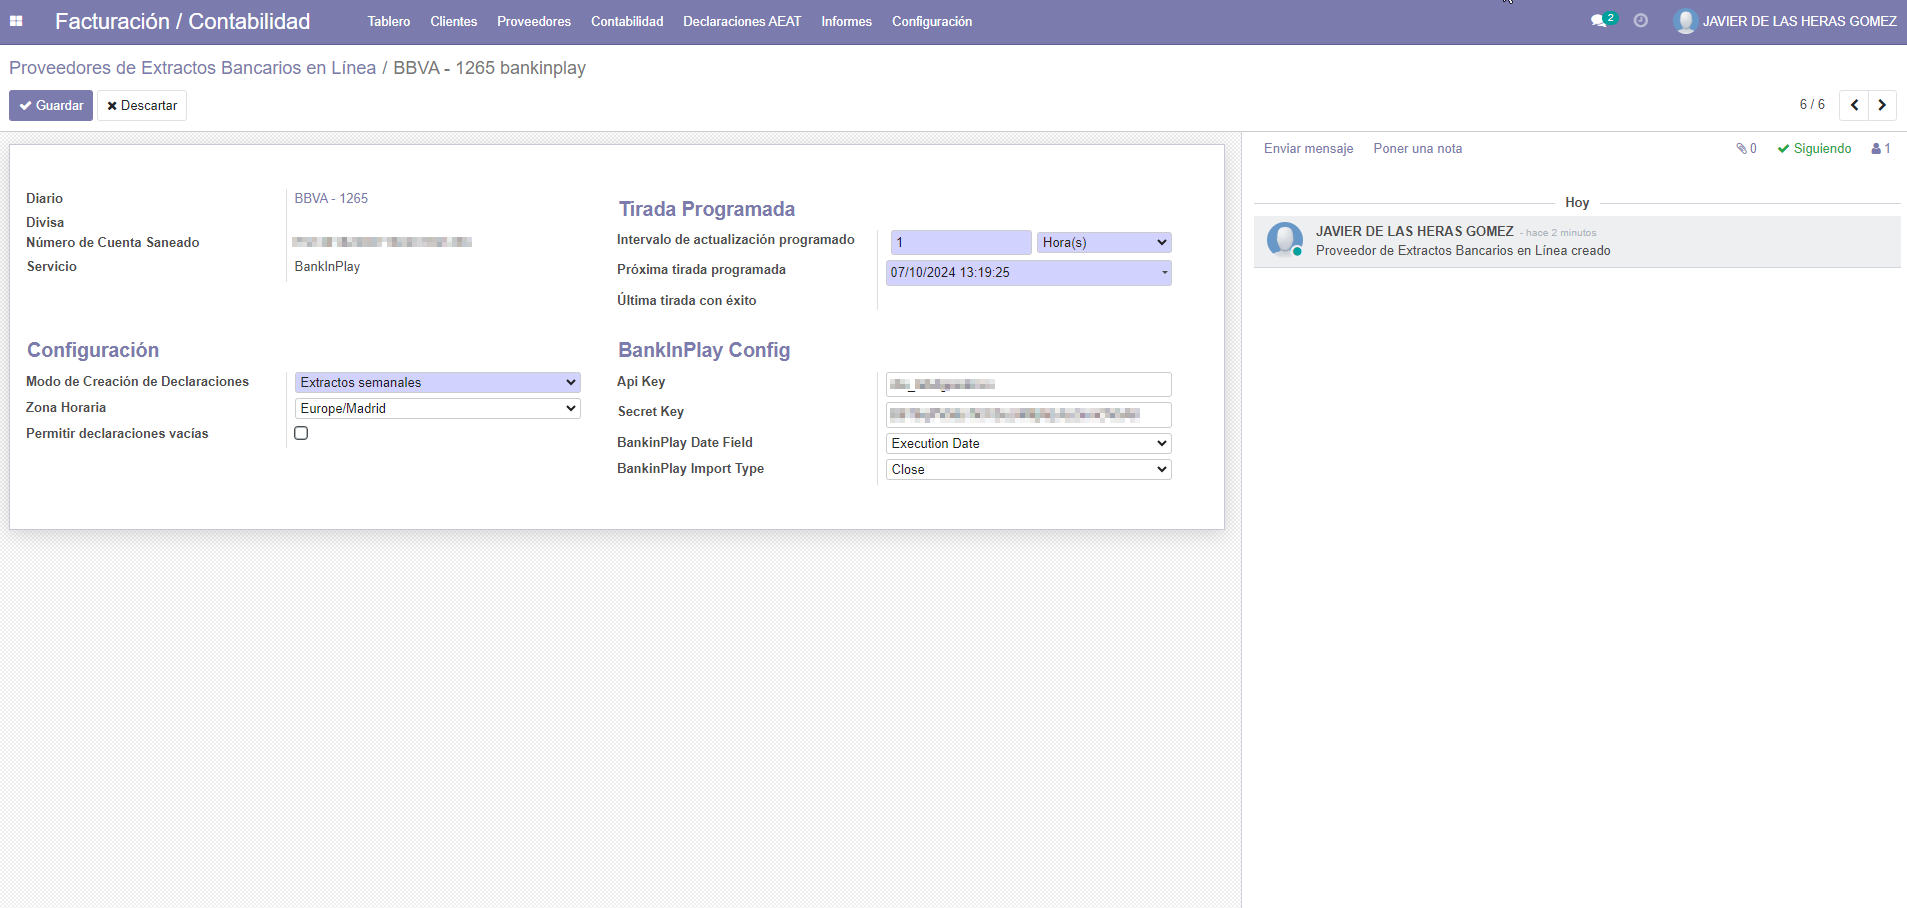 Facturación / Contabilidad
Tablero
Clientes
Proveedores
Contabilidad
Declaraciones AEAT
Informes
Configuración
2
JAVIER DE LAS HERAS GOMEZ
Proveedores de Extractos Bancarios en Línea / BBVA - 1265 bankinplay
Guardar
Descartar
6 / 6
Diario
BBVA - 1265
Divisa
Número de Cuenta Saneado
Servicio
BankInPlay
Tirada Programada
Intervalo de actualización programado
1
Hora(s)
Próxima tirada programada
07/10/2024 13:19:25
Última tirada con éxito
Configuración
Modo de Creación de Declaraciones
Extractos semanales
Zona Horaria
Europe/Madrid
Permitir declaraciones vacías
BankInPlay Config
Api Key
Secret Key
BankinPlay Date Field
Execution Date
BankinPlay Import Type
Close
Enviar mensaje
Poner una nota
0
Siguiendo
1
Hoy
JAVIER DE LAS HERAS GOMEZ - hace 2 minutos
Proveedor de Extractos Bancarios en Línea creado